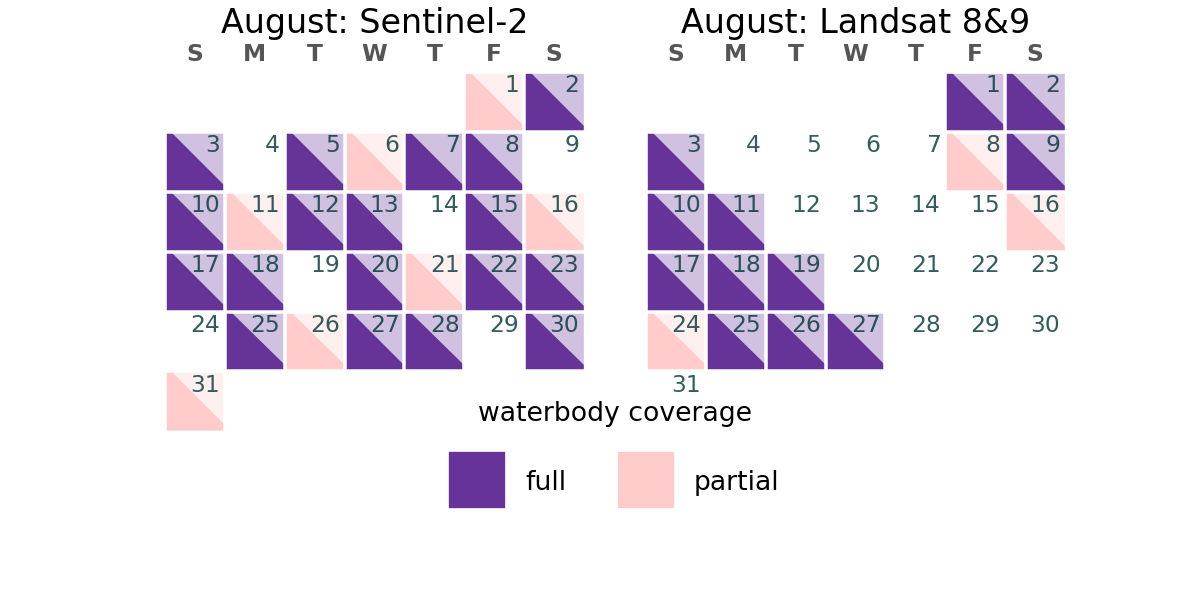 August: Sentinel-2
S M T W T F S
1 2
3 4 5 6 7 8 9
10 11 12 13 14 15 16
17 18 19 20 21 22 23
24 25 26 27 28 29 30
31
August: Landsat 8&9
S M T W T F S
1 2
3 4 5 6 7 8 9
10 11 12 13 14 15 16
17 18 19 20 21 22 23
24 25 26 27 28 29 30
31
waterbody coverage
full
partial